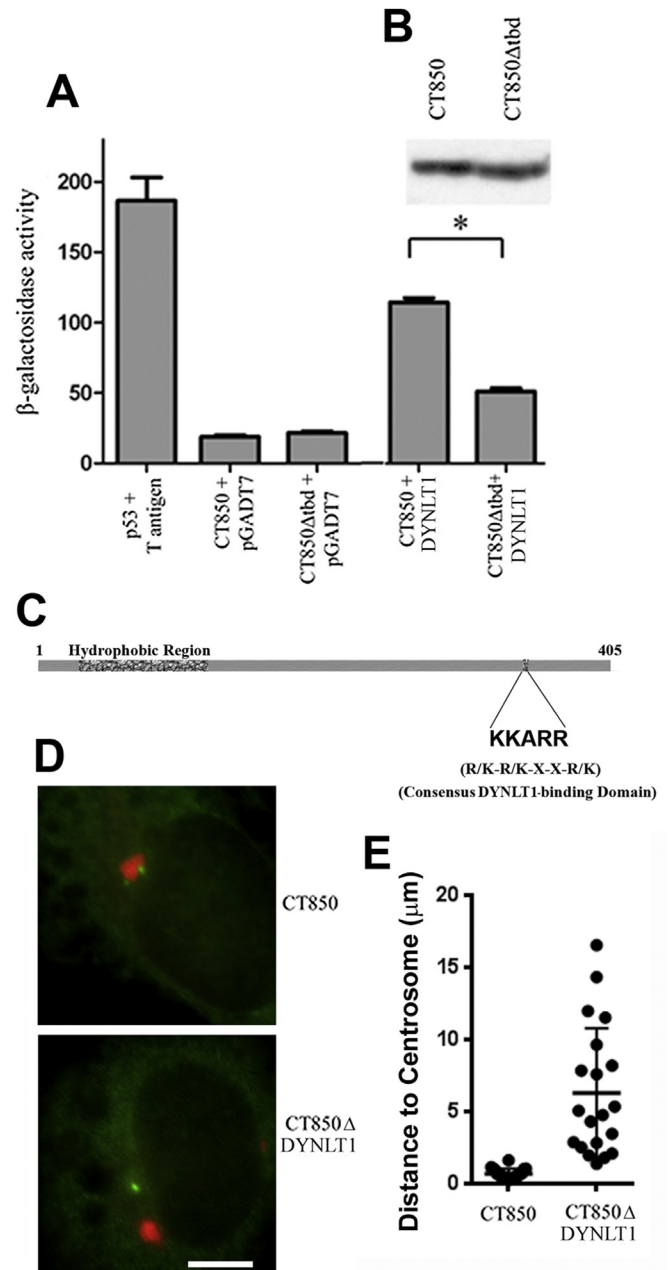 A
β-galactosidase activity
200
150
100
50
0
p53 +
T antigen
CT850 +
pGADT7
CT850Δtbd +
pGADT7
CT850 +
DYNLT1
CT850Δtbd+
DYNLT1
*
B
CT850
CT850Δtbd
C
1 Hydrophobic Region 405
KKARR
(R/K-R/K-X-X-R/K)
(Consensus DYNLT1-binding Domain)
D
CT850
CT850Δ
DYNLT1
E
Distance to Centrosome (μm)
20
15
10
5
0
CT850
CT850Δ
DYNLT1